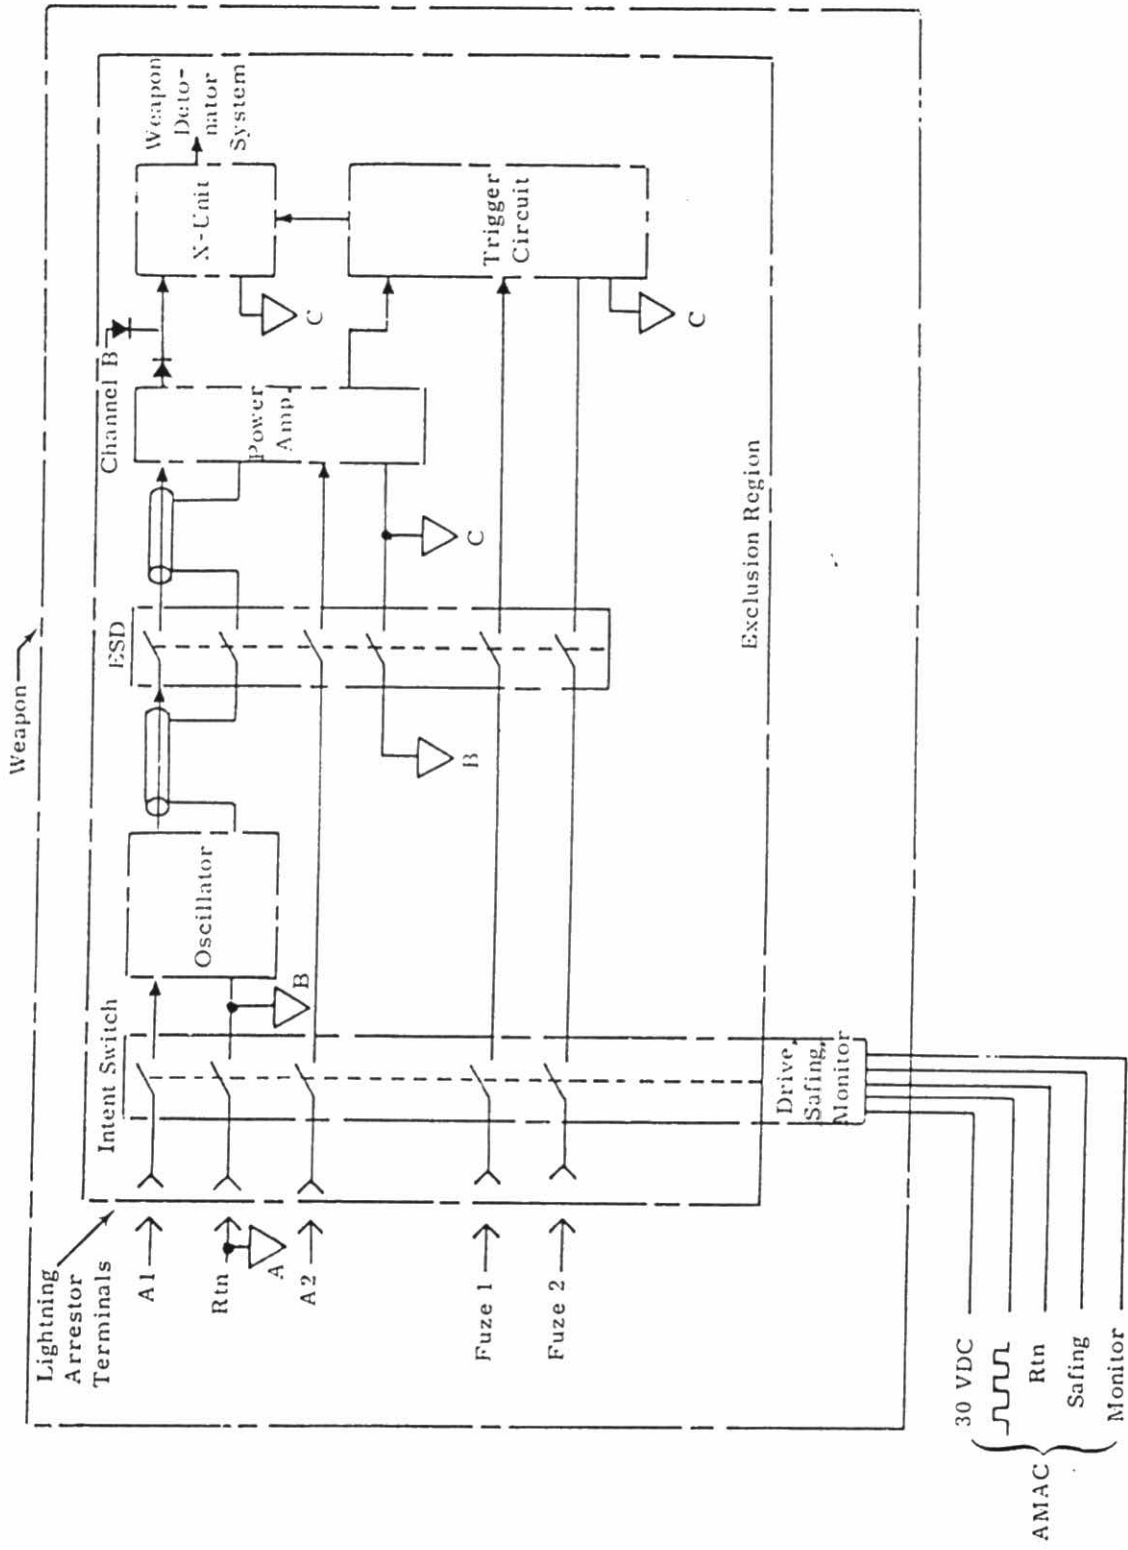 Weapon
Lightning
Arrestor
Terminals
Intent Switch
ESD
Channel B
Weapon
Deto-
nator
System
A1
Rtn
A
A2
Fuze 1
Fuze 2
Oscillator
B
B
Power
Amp.
C
X-Unit
C
Trigger
Circuit
C
Exclusion Region
Drive,
Safing,
Monitor
30 VDC
Rtn
Safing
Monitor
AMAC